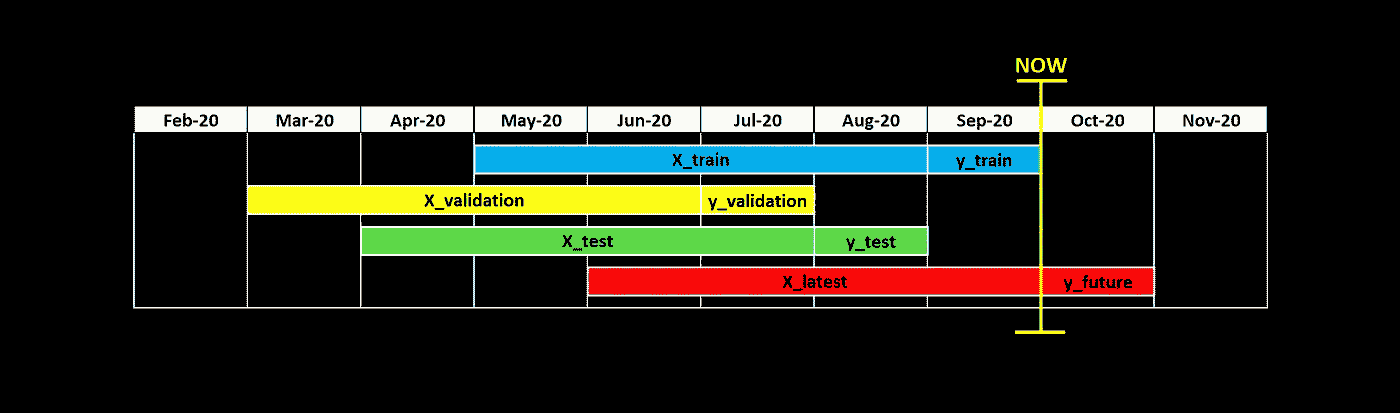 NOW
Feb-20 Mar-20 Apr-20 May-20 Jun-20 Jul-20 Aug-20 Sep-20 Oct-20 Nov-20
X_train y_train
X_validation y_validation
X_test y_test
X_latest y_future